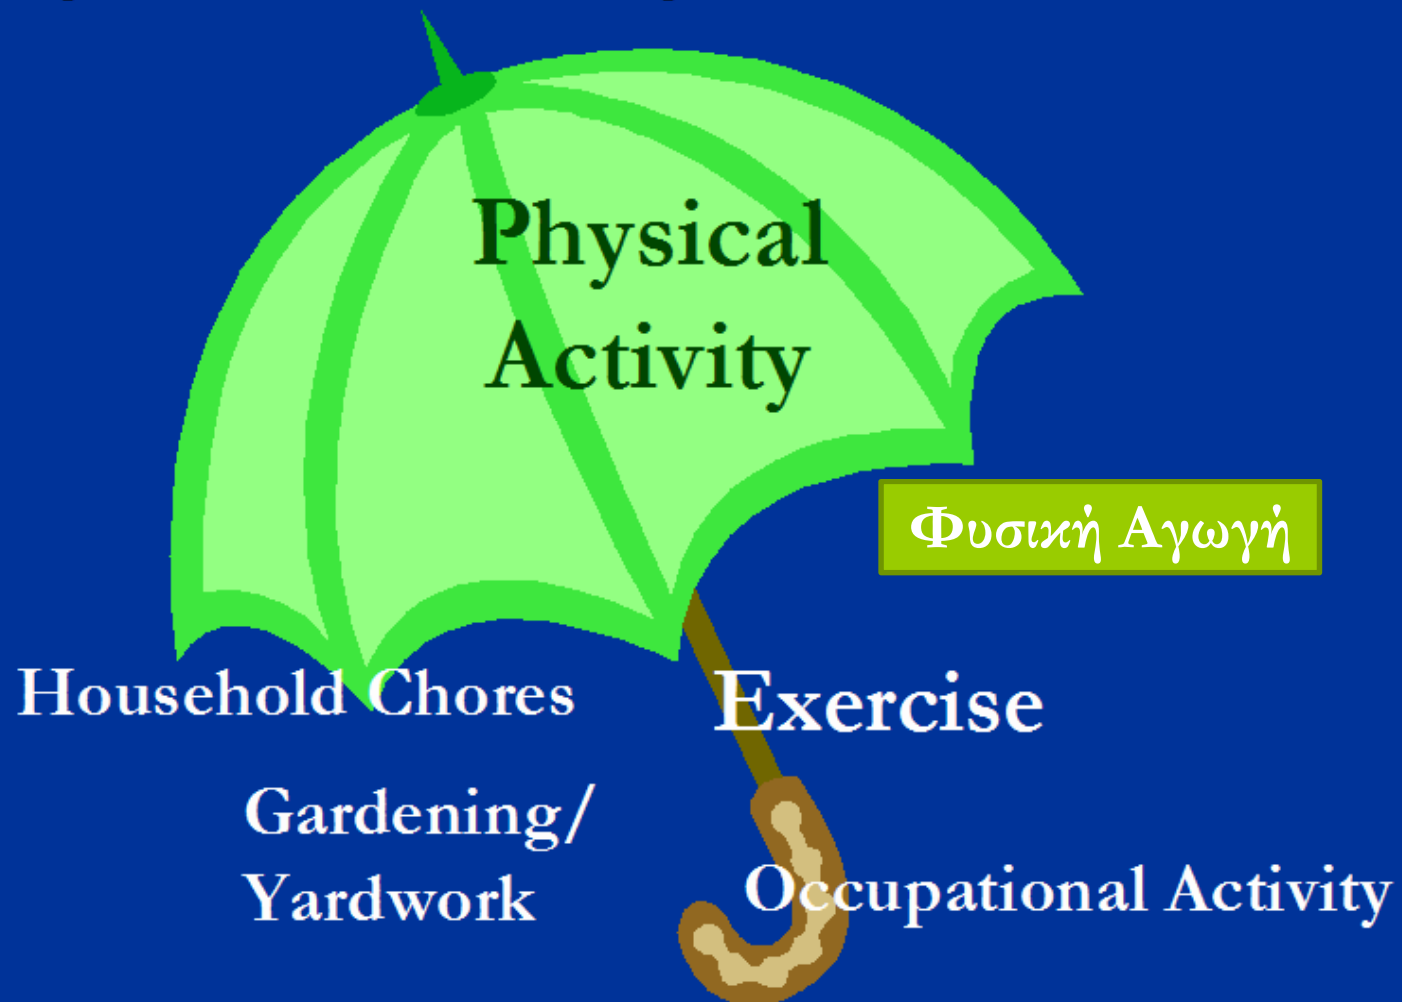 Physical
Activity
Φυσική Αγωγή
Household Chores
Exercise
Gardening/
Yardwork
Occupational Activity